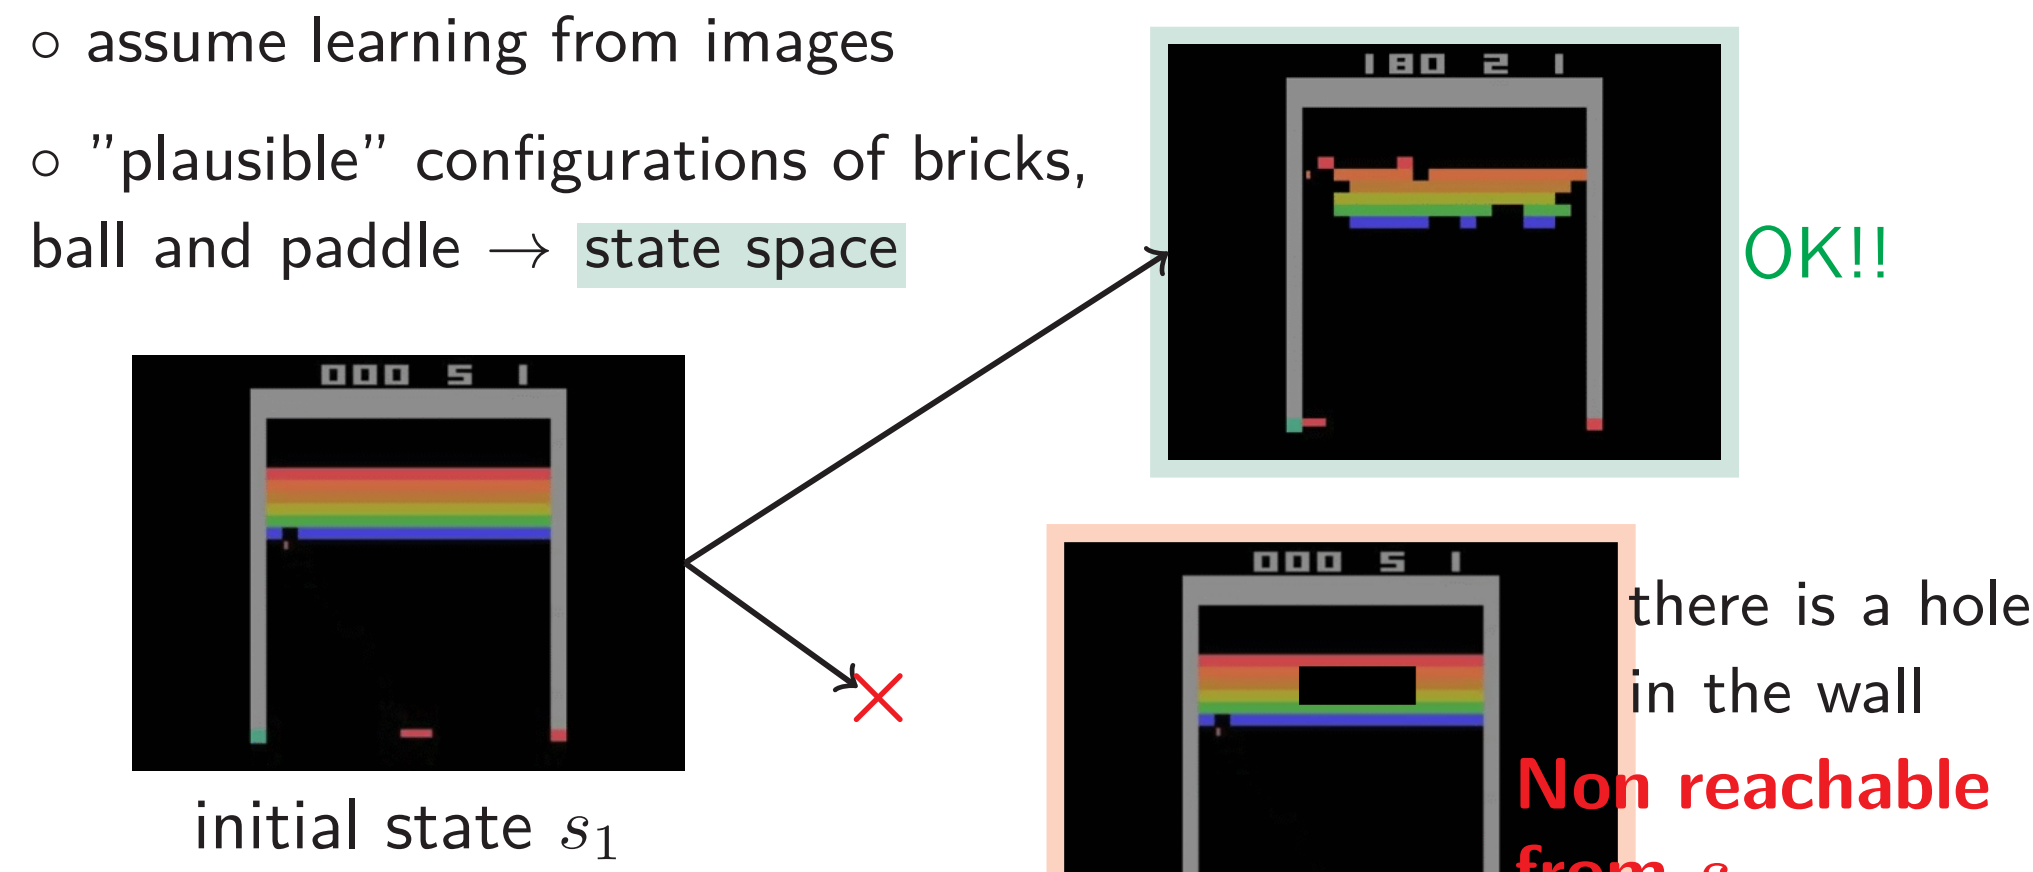 ◦ assume learning from images
◦ ”plausible” configurations of bricks,
ball and paddle → state space
180 2 1
OK!!
000 5 1
initial state s₁
000 5 1
there is a hole
in the wall
Non reachable
from s